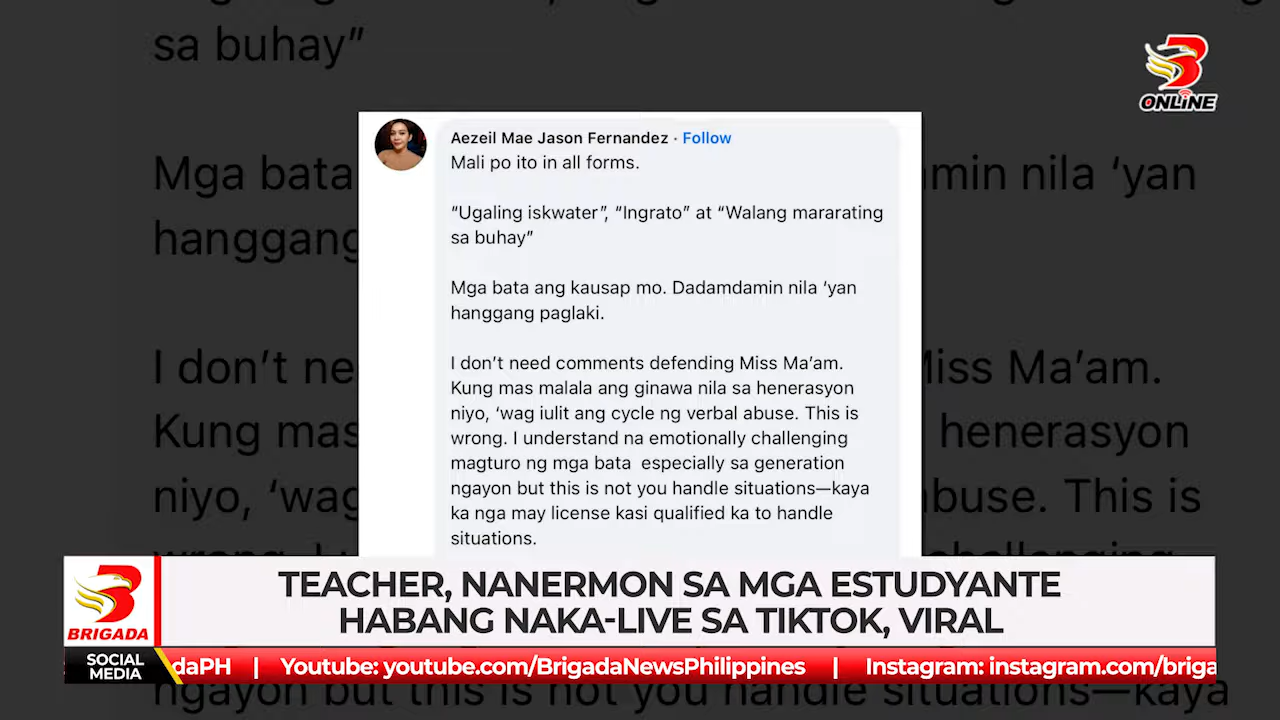 sa buhay”
ONLINE
Mga bata
amin nila ‘yan
hanggang
Aezeil Mae Jason Fernandez · Follow
Mali po ito in all forms.
“Ugaling iskwater”, “Ingrato” at “Walang mararating
sa buhay”
Mga bata ang kausap mo. Dadamdamin nila ‘yan
hanggang paglaki.
I don’t need comments defending Miss Ma’am.
Kung mas malala ang ginawa nila sa henerasyon
niyo, ‘wag iulit ang cycle ng verbal abuse. This is
wrong. I understand na emotionally challenging
magturo ng mga bata  especially sa generation
ngayon but this is not you handle situations—kaya
ka nga may license kasi qualified ka to handle
situations.
I don’t ne
Miss Ma’am.
Kung mas
henerasyon
niyo, ‘wag
abuse. This is
challenging
TEACHER, NANERMON SA MGA ESTUDYANTE
HABANG NAKA-LIVE SA TIKTOK, VIRAL
BRIGADA
SOCIAL
MEDIA
daPH | Youtube: youtube.com/BrigadaNewsPhilippines | Instagram: instagram.com/briga
ngayon but this is not you handle situations—kaya